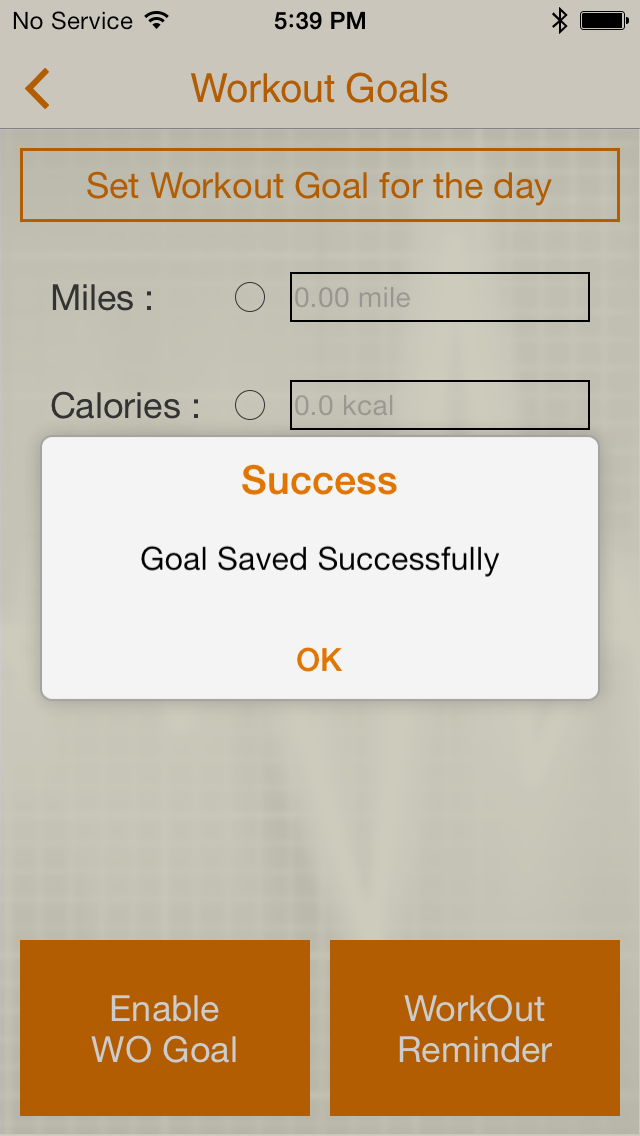 No Service 5:39 PM
Workout Goals
Set Workout Goal for the day
Miles : 0.00 mile
Calories : 0.0 kcal
Success
Goal Saved Successfully
OK
Enable
WO Goal
WorkOut
Reminder